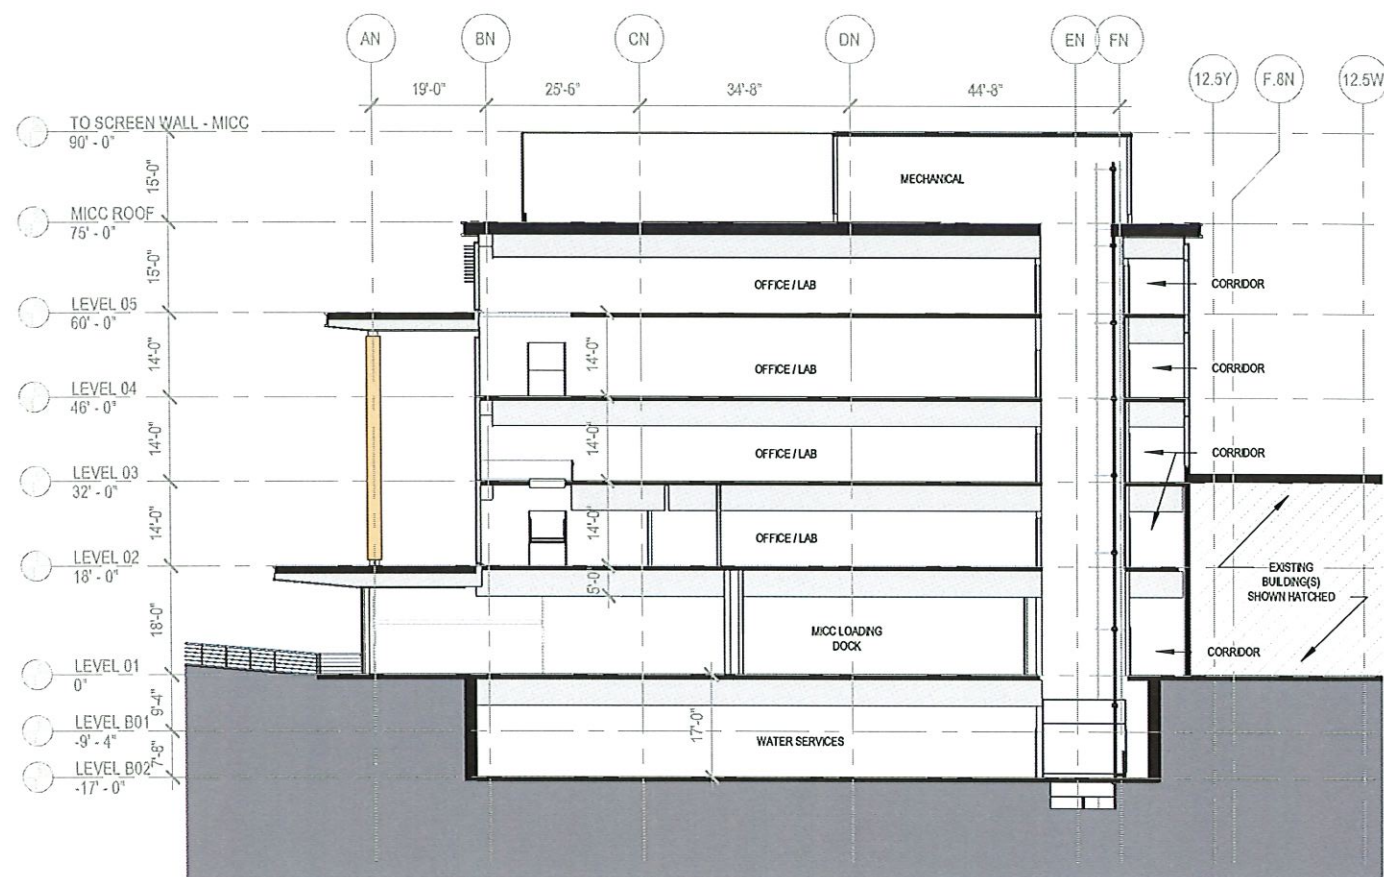 AN BN CN DN EN FN
12.5Y F.8N 12.5W
19'-0" 25'-6" 34'-8" 44'-8"
TO SCREEN WALL - MICC
90' - 0"
15'-0"
MECHANICAL
MICC ROOF
75' - 0"
15'-0"
OFFICE / LAB
CORRIDOR
LEVEL 05
60' - 0"
14'-0"
14'-0"
OFFICE / LAB
CORRIDOR
LEVEL 04
46' - 0"
14'-0"
14'-0"
OFFICE / LAB
CORRIDOR
LEVEL 03
32' - 0"
14'-0"
14'-0"
OFFICE / LAB
LEVEL 02
18' - 0"
5'-0"
EXISTING
BUILDING(S)
SHOWN HATCHED
18'-0"
MICC LOADING
DOCK
CORRIDOR
LEVEL 01
0"
9'-4"
LEVEL B01
-9' - 4"
17'-0"
WATER SERVICES
7'-8"
LEVEL B02
-17' - 0"